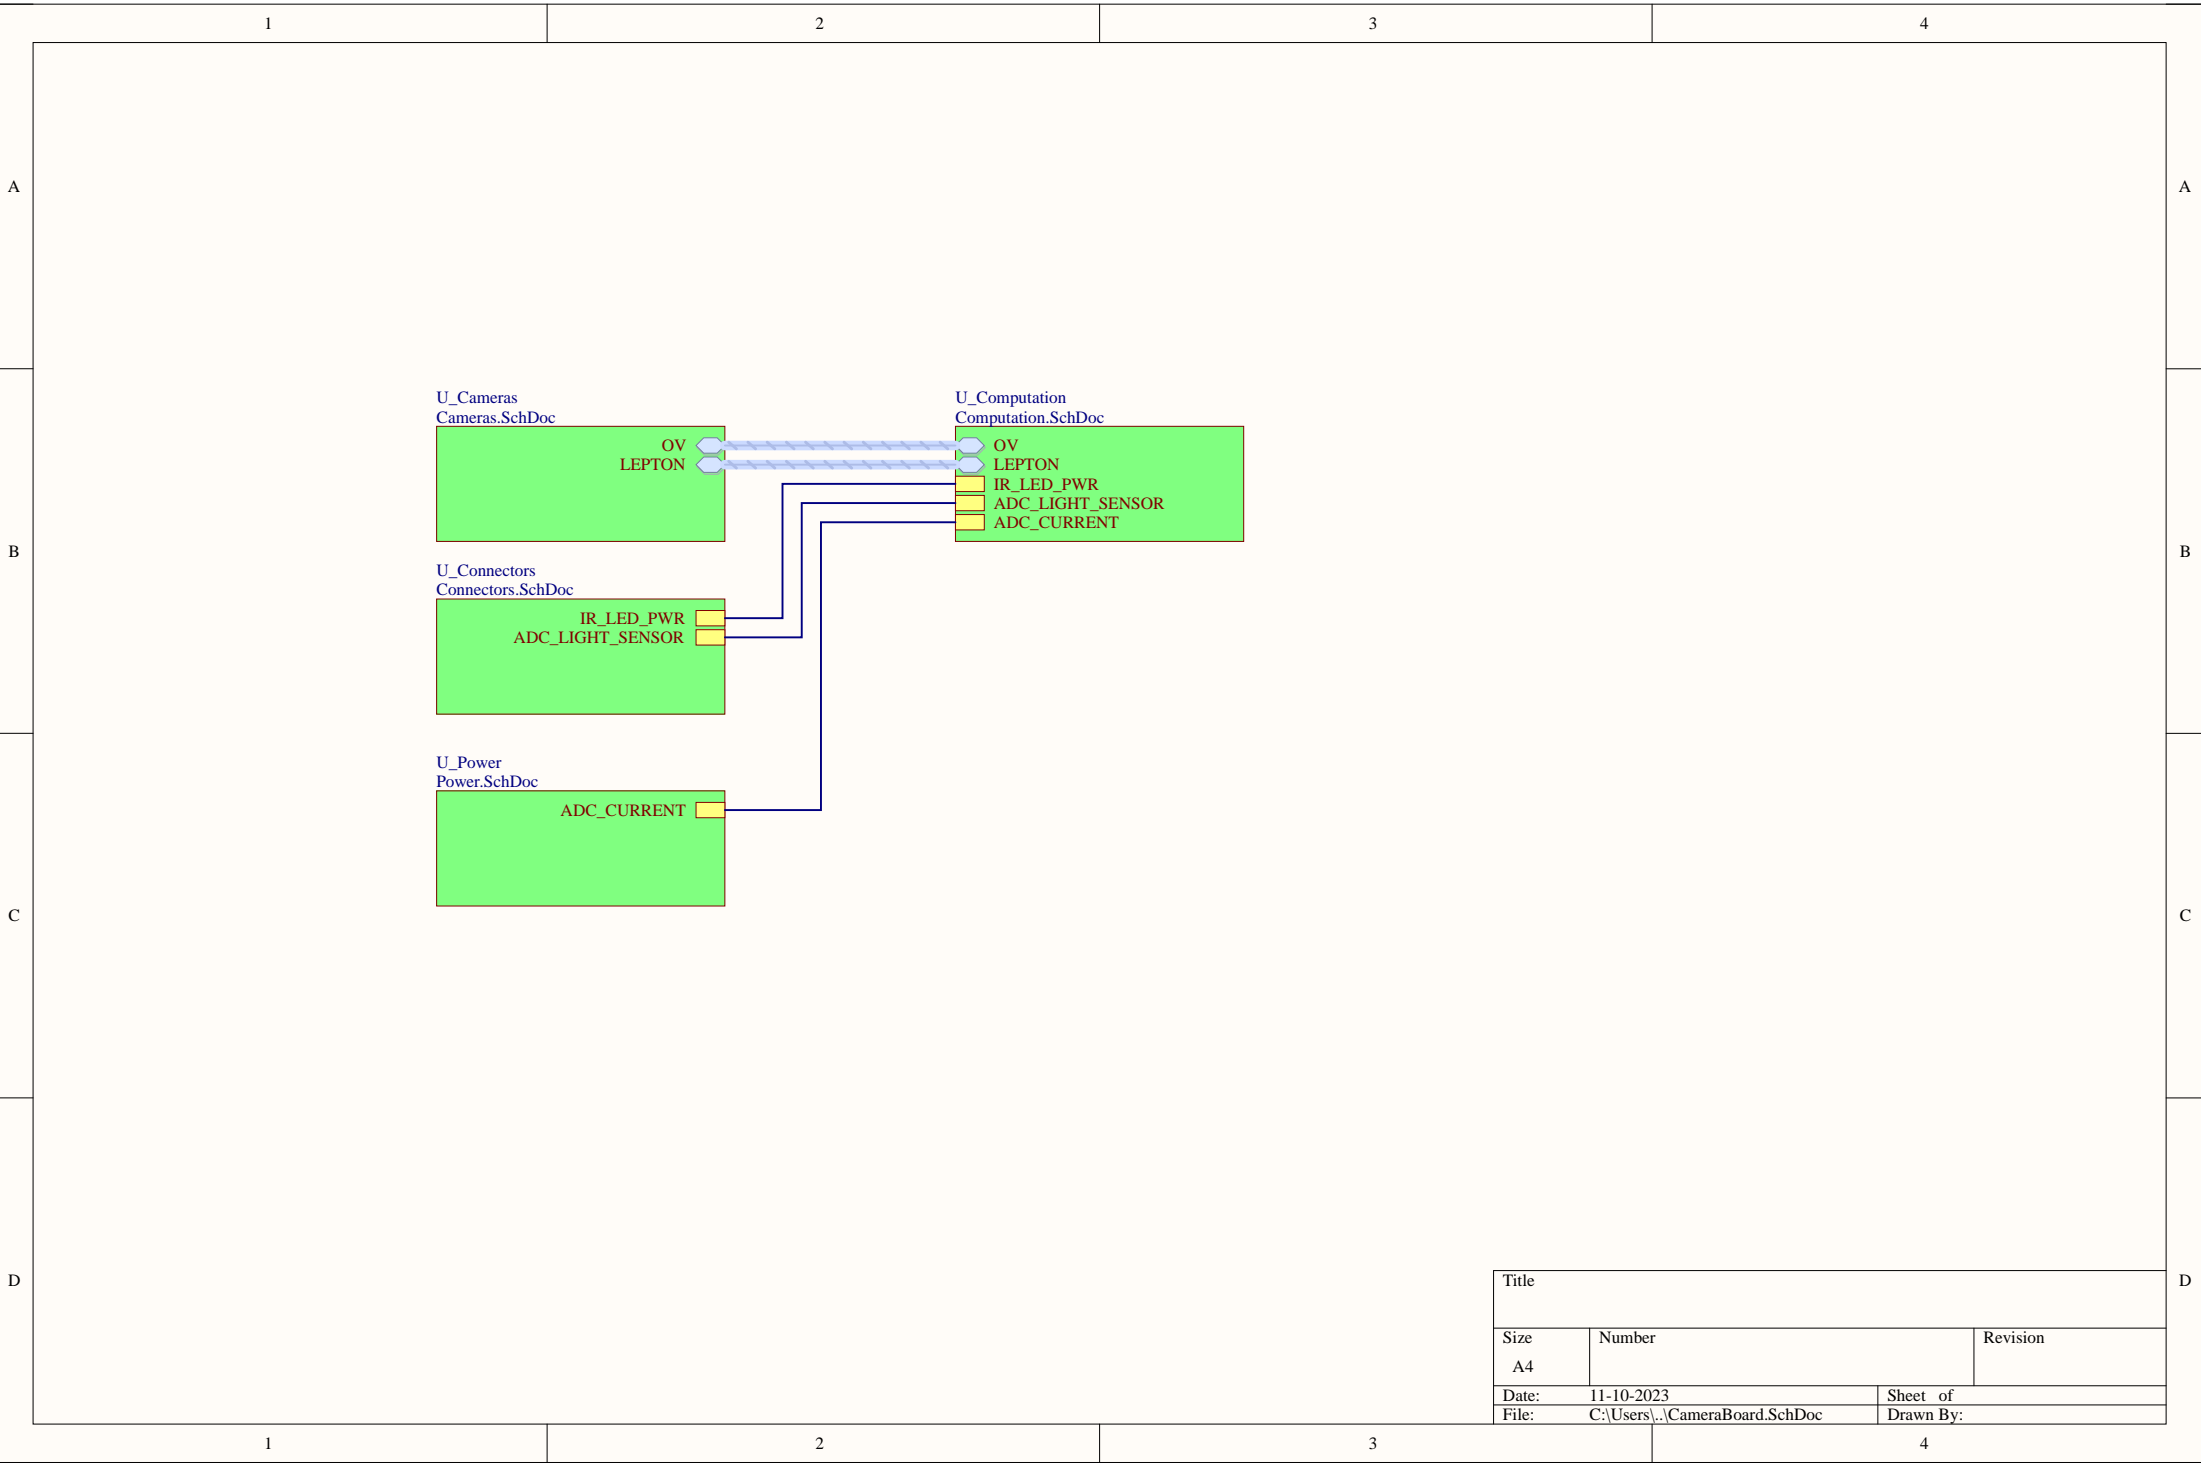 1 2 3 4
A A
U_Cameras
Cameras.SchDoc
OV
LEPTON
U_Computation
Computation.SchDoc
OV
LEPTON
IR_LED_PWR
ADC_LIGHT_SENSOR
ADC_CURRENT
B B
U_Connectors
Connectors.SchDoc
IR_LED_PWR
ADC_LIGHT_SENSOR
U_Power
Power.SchDoc
ADC_CURRENT
C C
D D
Title
Size Number Revision
A4
Date: 11-10-2023 Sheet of
File: C:\Users\..\CameraBoard.SchDoc Drawn By:
1 2 3 4